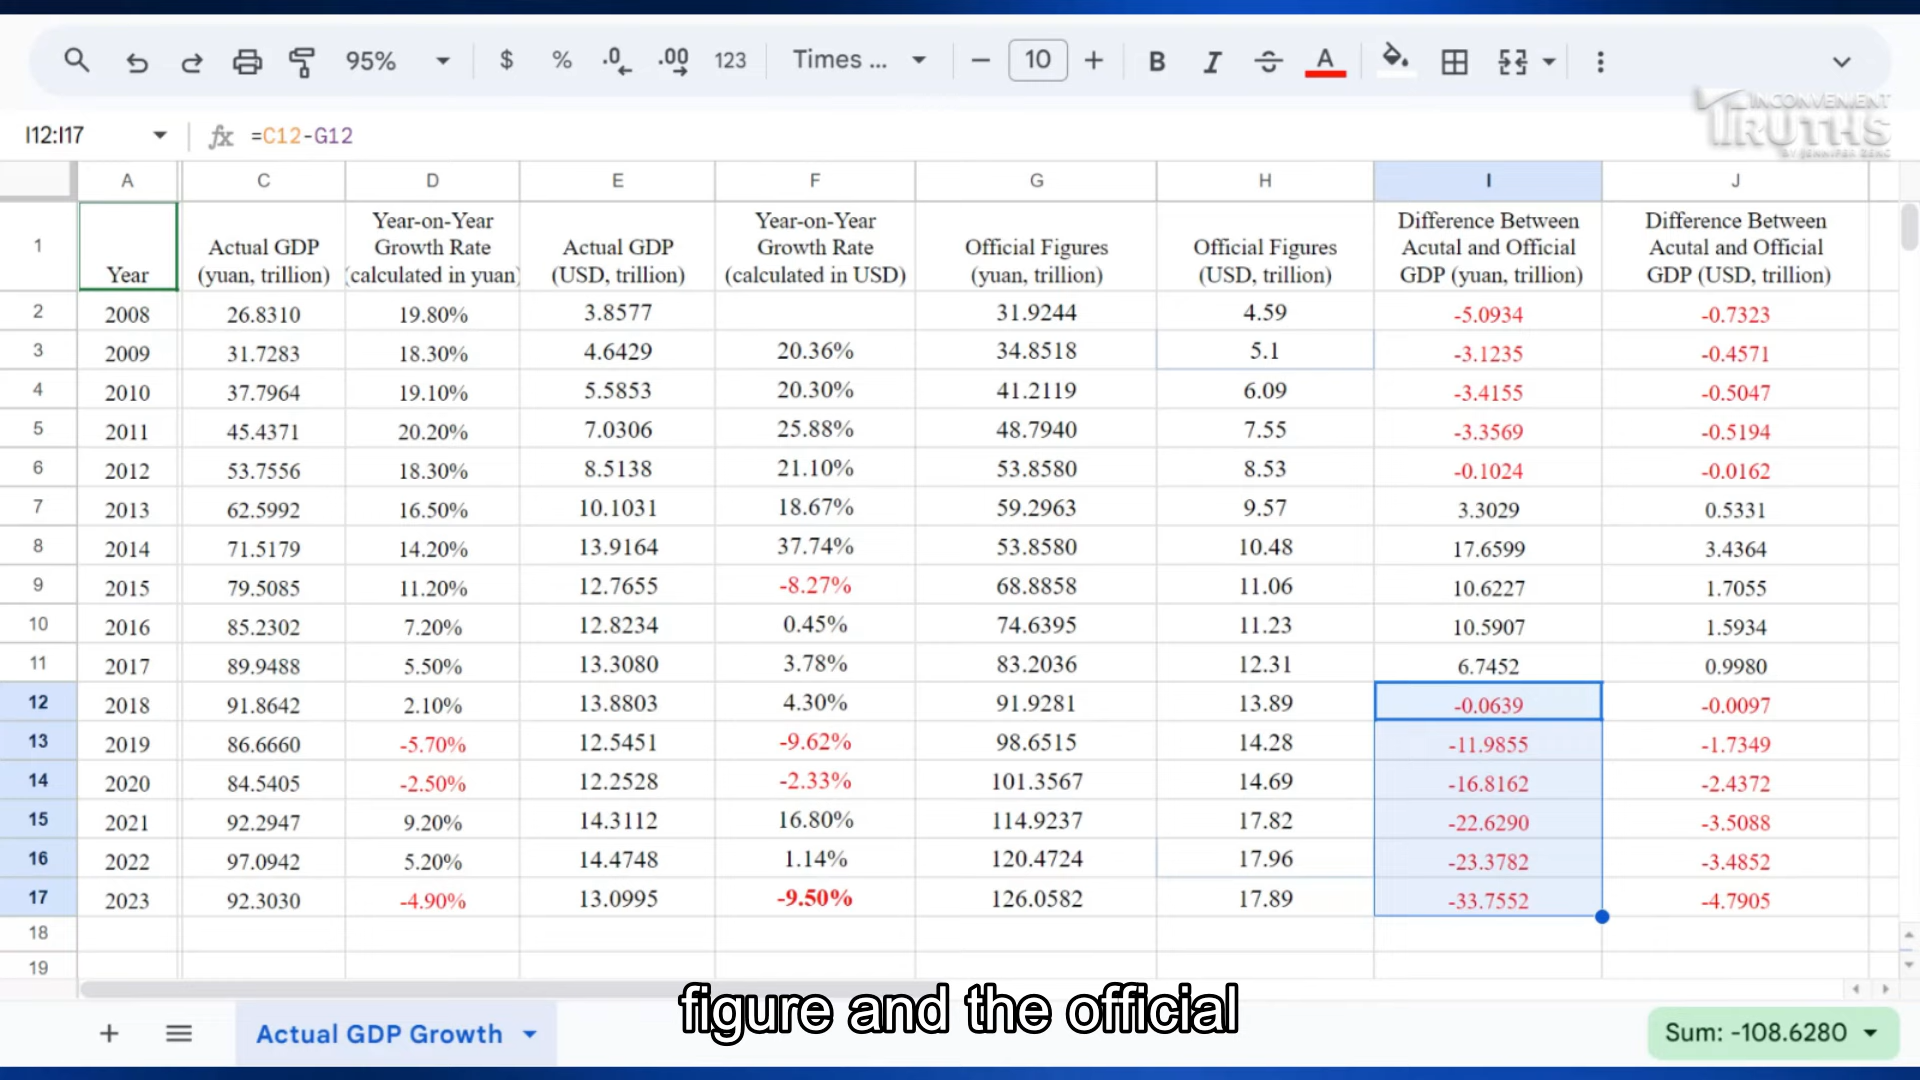 95% $ % .0 .00 123 Times ... 10 B I A
INCONVENIENT
TRUTHS
BY JENNIFER ZENG
I12:I17 fx =C12-G12
A C D E F G H I J
1 Year Actual GDP (yuan, trillion) Year-on-Year Growth Rate (calculated in yuan) Actual GDP (USD, trillion) Year-on-Year Growth Rate (calculated in USD) Official Figures (yuan, trillion) Official Figures (USD, trillion) Difference Between Acutal and Official GDP (yuan, trillion) Difference Between Acutal and Official GDP (USD, trillion)
2 2008 26.8310 19.80% 3.8577 31.9244 4.59 -5.0934 -0.7323
3 2009 31.7283 18.30% 4.6429 20.36% 34.8518 5.1 -3.1235 -0.4571
4 2010 37.7964 19.10% 5.5853 20.30% 41.2119 6.09 -3.4155 -0.5047
5 2011 45.4371 20.20% 7.0306 25.88% 48.7940 7.55 -3.3569 -0.5194
6 2012 53.7556 18.30% 8.5138 21.10% 53.8580 8.53 -0.1024 -0.0162
7 2013 62.5992 16.50% 10.1031 18.67% 59.2963 9.57 3.3029 0.5331
8 2014 71.5179 14.20% 13.9164 37.74% 53.8580 10.48 17.6599 3.4364
9 2015 79.5085 11.20% 12.7655 -8.27% 68.8858 11.06 10.6227 1.7055
10 2016 85.2302 7.20% 12.8234 0.45% 74.6395 11.23 10.5907 1.5934
11 2017 89.9488 5.50% 13.3080 3.78% 83.2036 12.31 6.7452 0.9980
12 2018 91.8642 2.10% 13.8803 4.30% 91.9281 13.89 -0.0639 -0.0097
13 2019 86.6660 -5.70% 12.5451 -9.62% 98.6515 14.28 -11.9855 -1.7349
14 2020 84.5405 -2.50% 12.2528 -2.33% 101.3567 14.69 -16.8162 -2.4372
15 2021 92.2947 9.20% 14.3112 16.80% 114.9237 17.82 -22.6290 -3.5088
16 2022 97.0942 5.20% 14.4748 1.14% 120.4724 17.96 -23.3782 -3.4852
17 2023 92.3030 -4.90% 13.0995 -9.50% 126.0582 17.89 -33.7552 -4.7905
18
19
figure and the official
Actual GDP Growth Sum: -108.6280